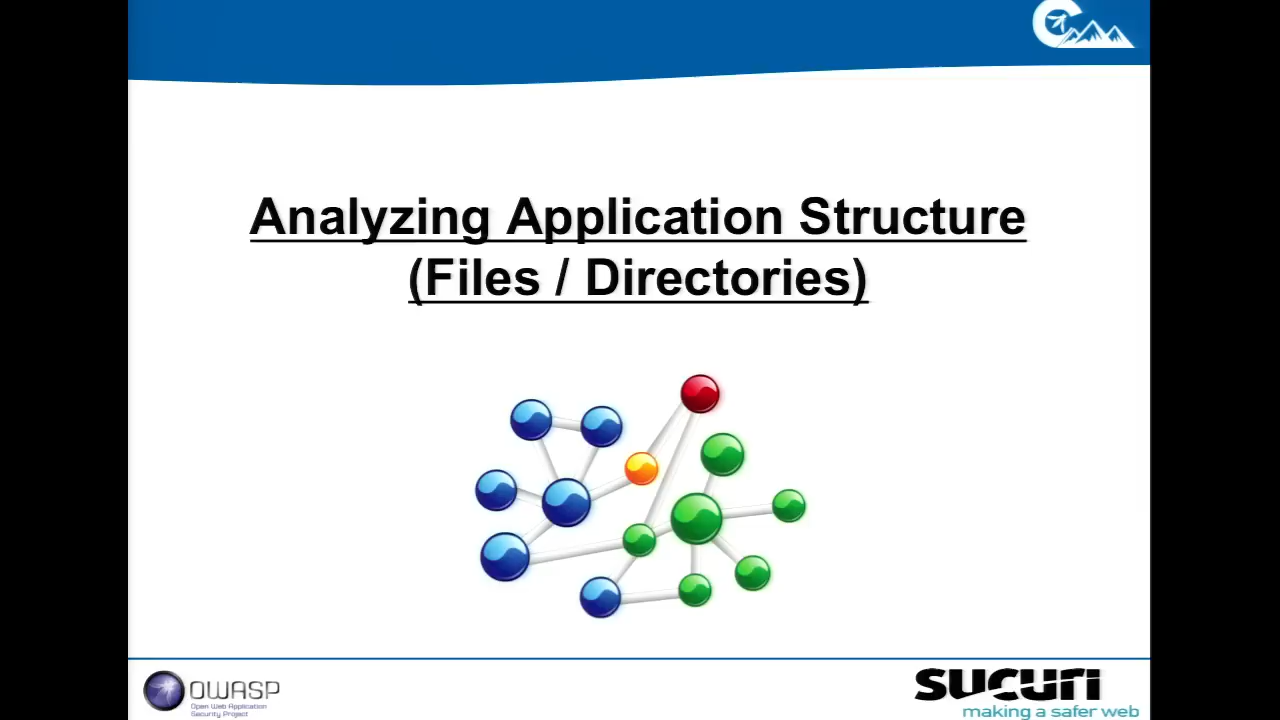 Analyzing Application Structure
(Files / Directories)
OWASP
Open Web Application
Security Project
sucuri
making a safer web